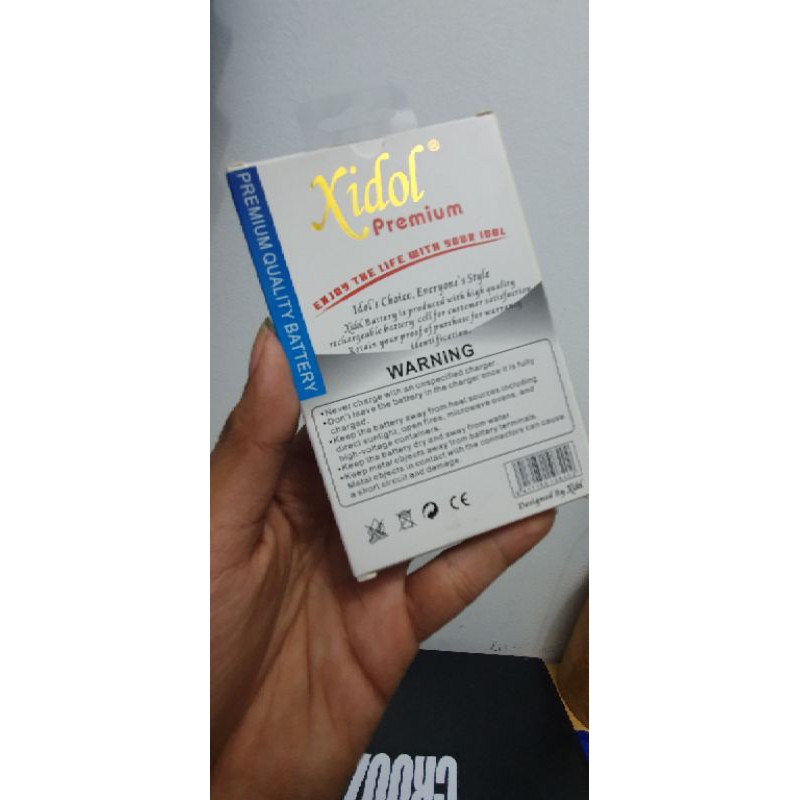 Xidol®
Premium
ENJOY THE LIFE WITH YOUR IDOL
PREMIUM QUALITY BATTERY
Idol's Choice, Everyone's Style
Xidol Battery is produced with high quality
rechargeable battery cell for customer satisfaction
Retain your proof of purchase for warranty
identification.
WARNING
•Never charge with an unspecified charger.
•Don't leave the battery in the charger once it is fully
charged.
•Keep the battery away from heat sources including
direct sunlight, open fires, microwave ovens, and
high-voltage containers.
•Keep the battery dry and away from water
•Keep metal objects away from battery terminals.
Metal objects in contact with the connectors can cause
a short circuit and damage
CE
Designed By Xidol